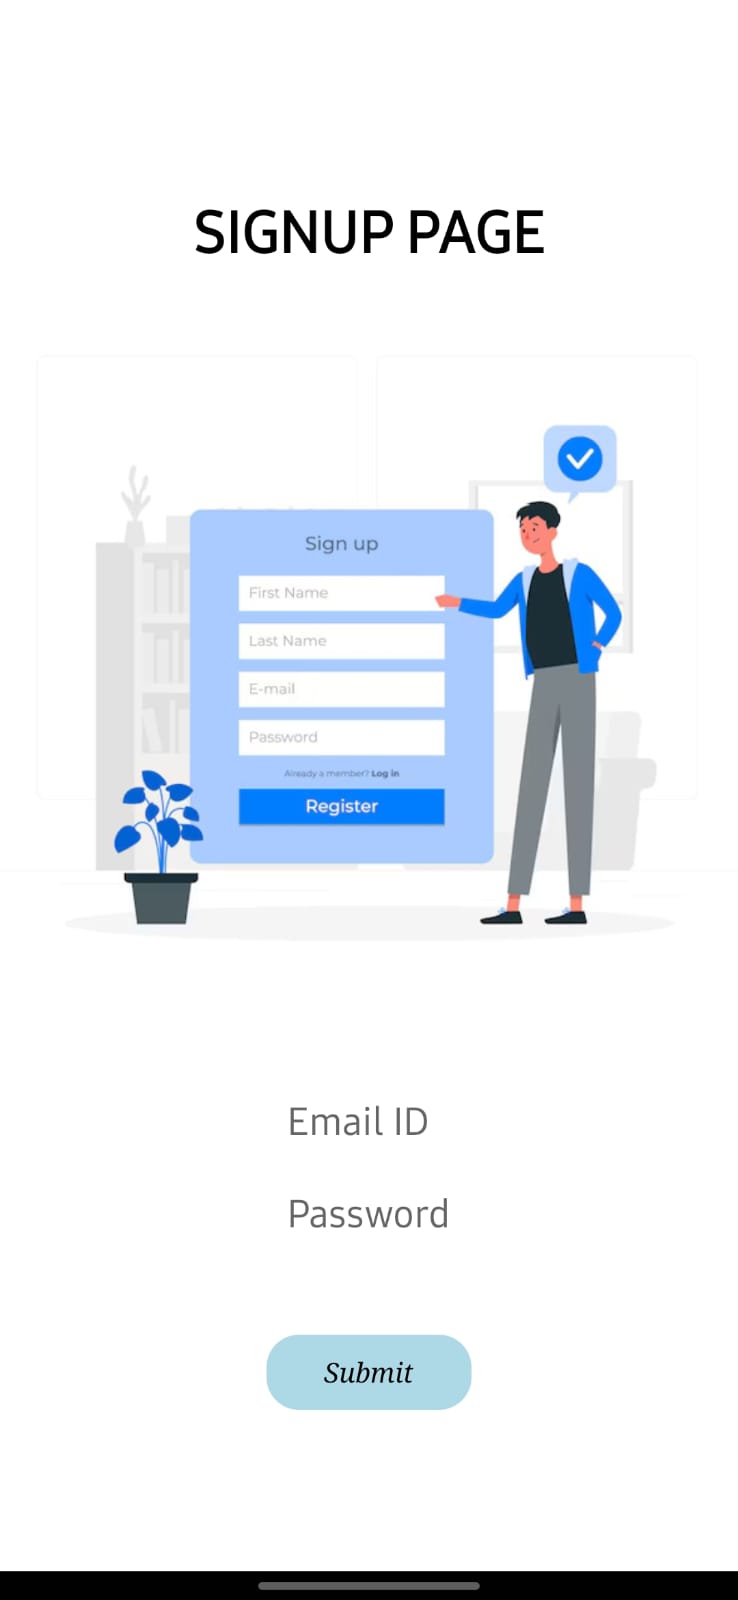 SIGNUP PAGE
Sign up
First Name
Last Name
E-mail
Password
Already a member? Log in
Register
Email ID
Password
Submit